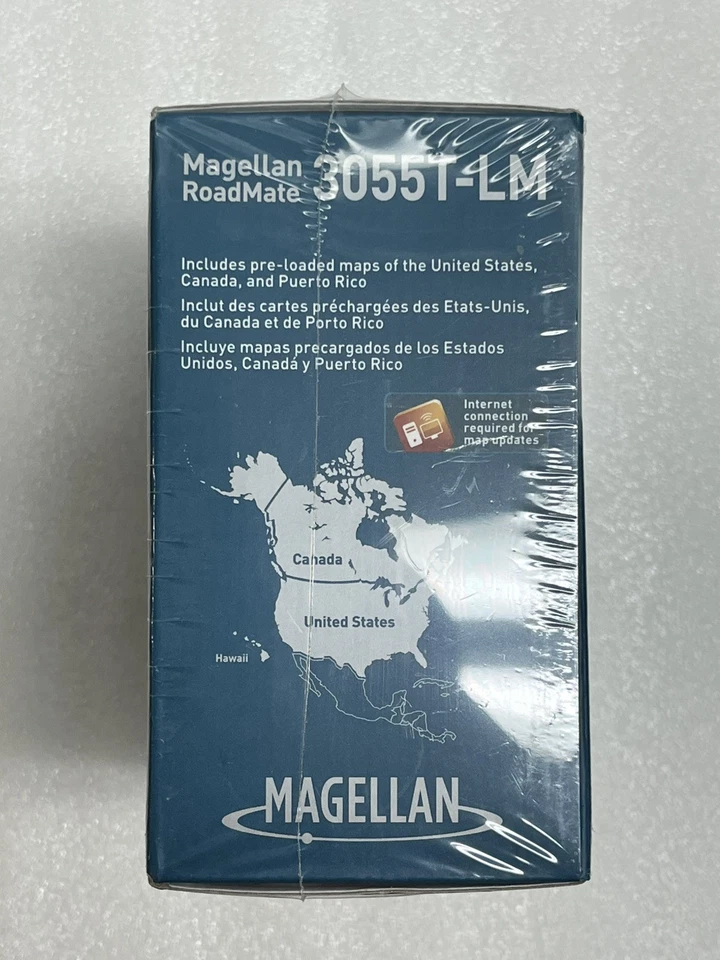 Magellan
RoadMate 3055T-LM
Includes pre-loaded maps of the United States,
Canada, and Puerto Rico
Inclut des cartes préchargées des Etats-Unis,
du Canada et de Porto Rico
Incluye mapas precargados de los Estados
Unidos, Canadá y Puerto Rico
Internet
connection
required for
map updates
Canada
United States
Hawaii
MAGELLAN